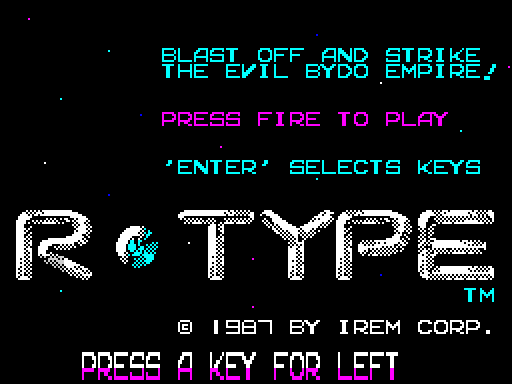 BLAST OFF AND STRIKE
THE EVIL BYDO EMPIRE!
PRESS FIRE TO PLAY
'ENTER' SELECTS KEYS
R•TYPE
TM
© 1987 BY IREM CORP.
PRESS A KEY FOR LEFT